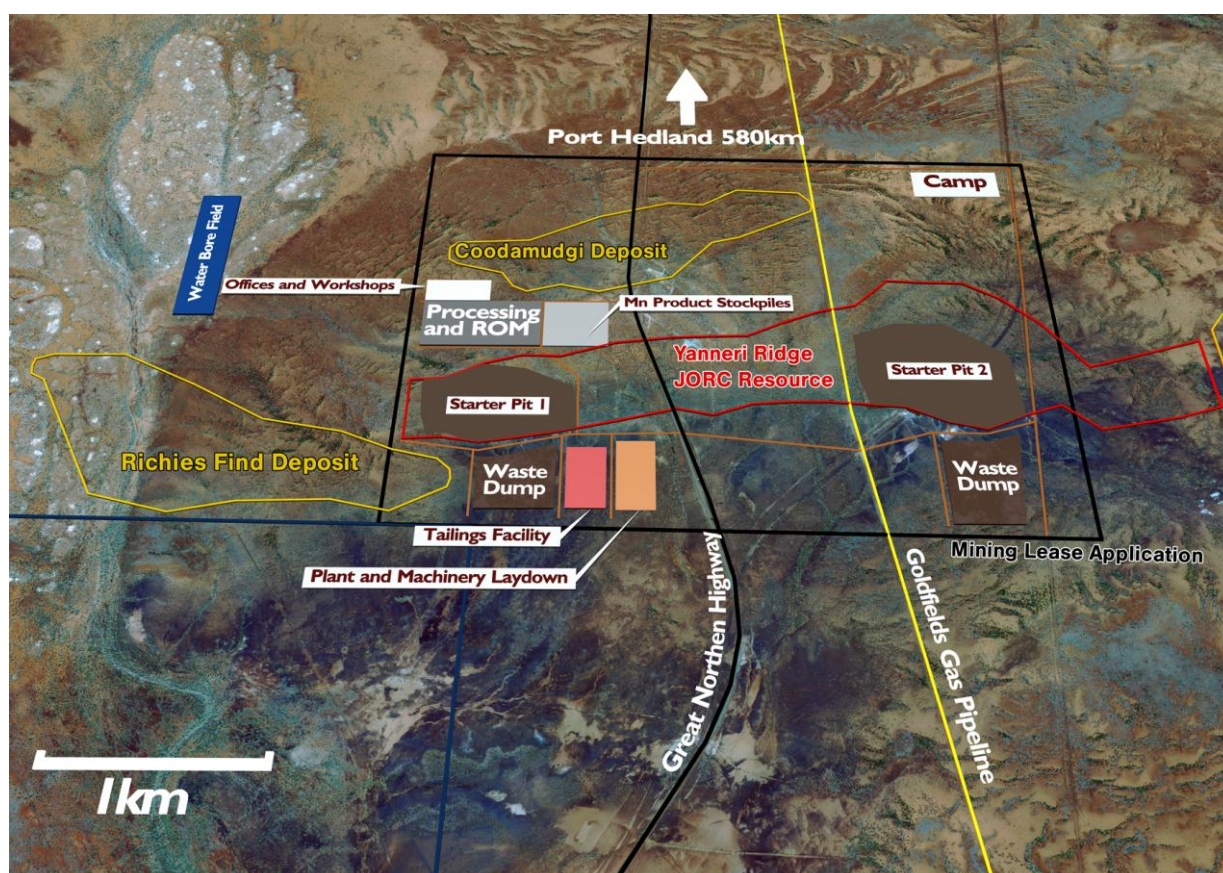 Port Hedland 580km
Camp
Water Bore Field
Coodamudgi Deposit
Offices and Workshops
Processing
and ROM
Mn Product Stockpiles
Yanneri Ridge
JORC Resource
Starter Pit 2
Starter Pit 1
Richies Find Deposit
Waste
Dump
Waste
Dump
Tailings Facility
Mining Lease Application
Plant and Machinery Laydown
Great Northen Highway
Goldfields Gas Pipeline
1km